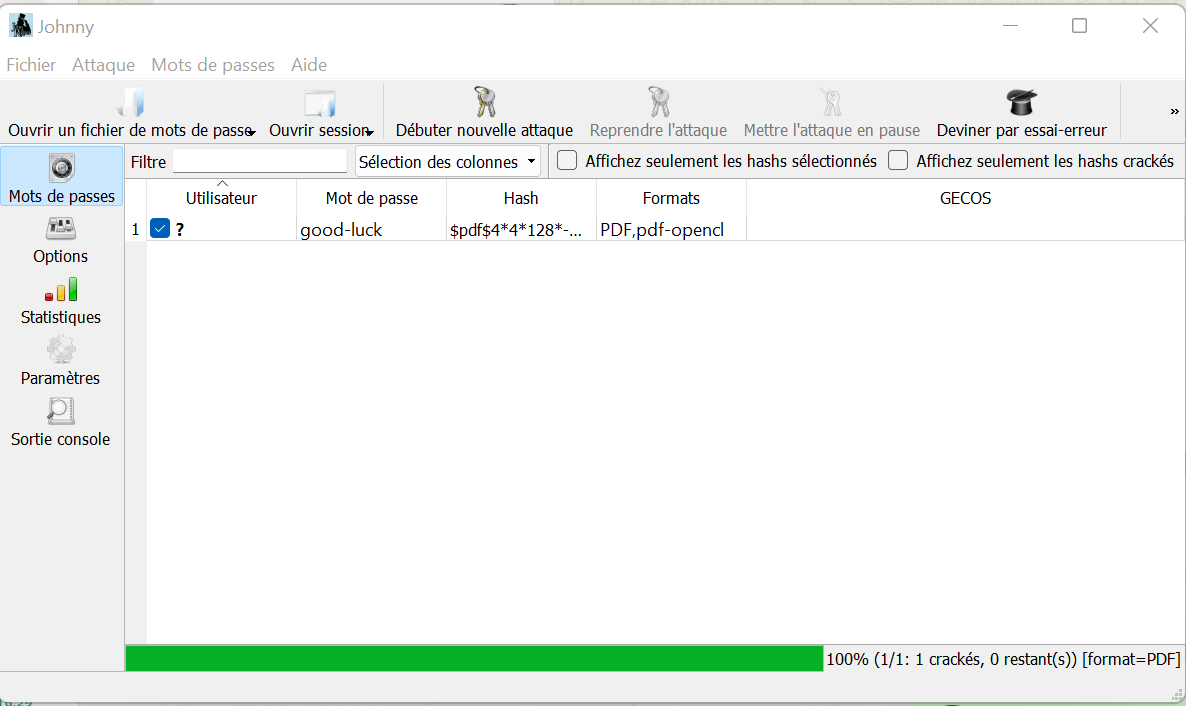 Johnny
Fichier Attaque Mots de passes Aide
Ouvrir un fichier de mots de passe Ouvrir session Débuter nouvelle attaque Reprendre l'attaque Mettre l'attaque en pause Deviner par essai-erreur »
Mots de passes
Options
Statistiques
Paramètres
Sortie console
Filtre Sélection des colonnes Affichez seulement les hashs sélectionnés Affichez seulement les hashs crackés
Utilisateur Mot de passe Hash Formats GECOS
1 ? good-luck $pdf$4*4*128*-... PDF,pdf-opencl
100% (1/1: 1 crackés, 0 restant(s)) [format=PDF]